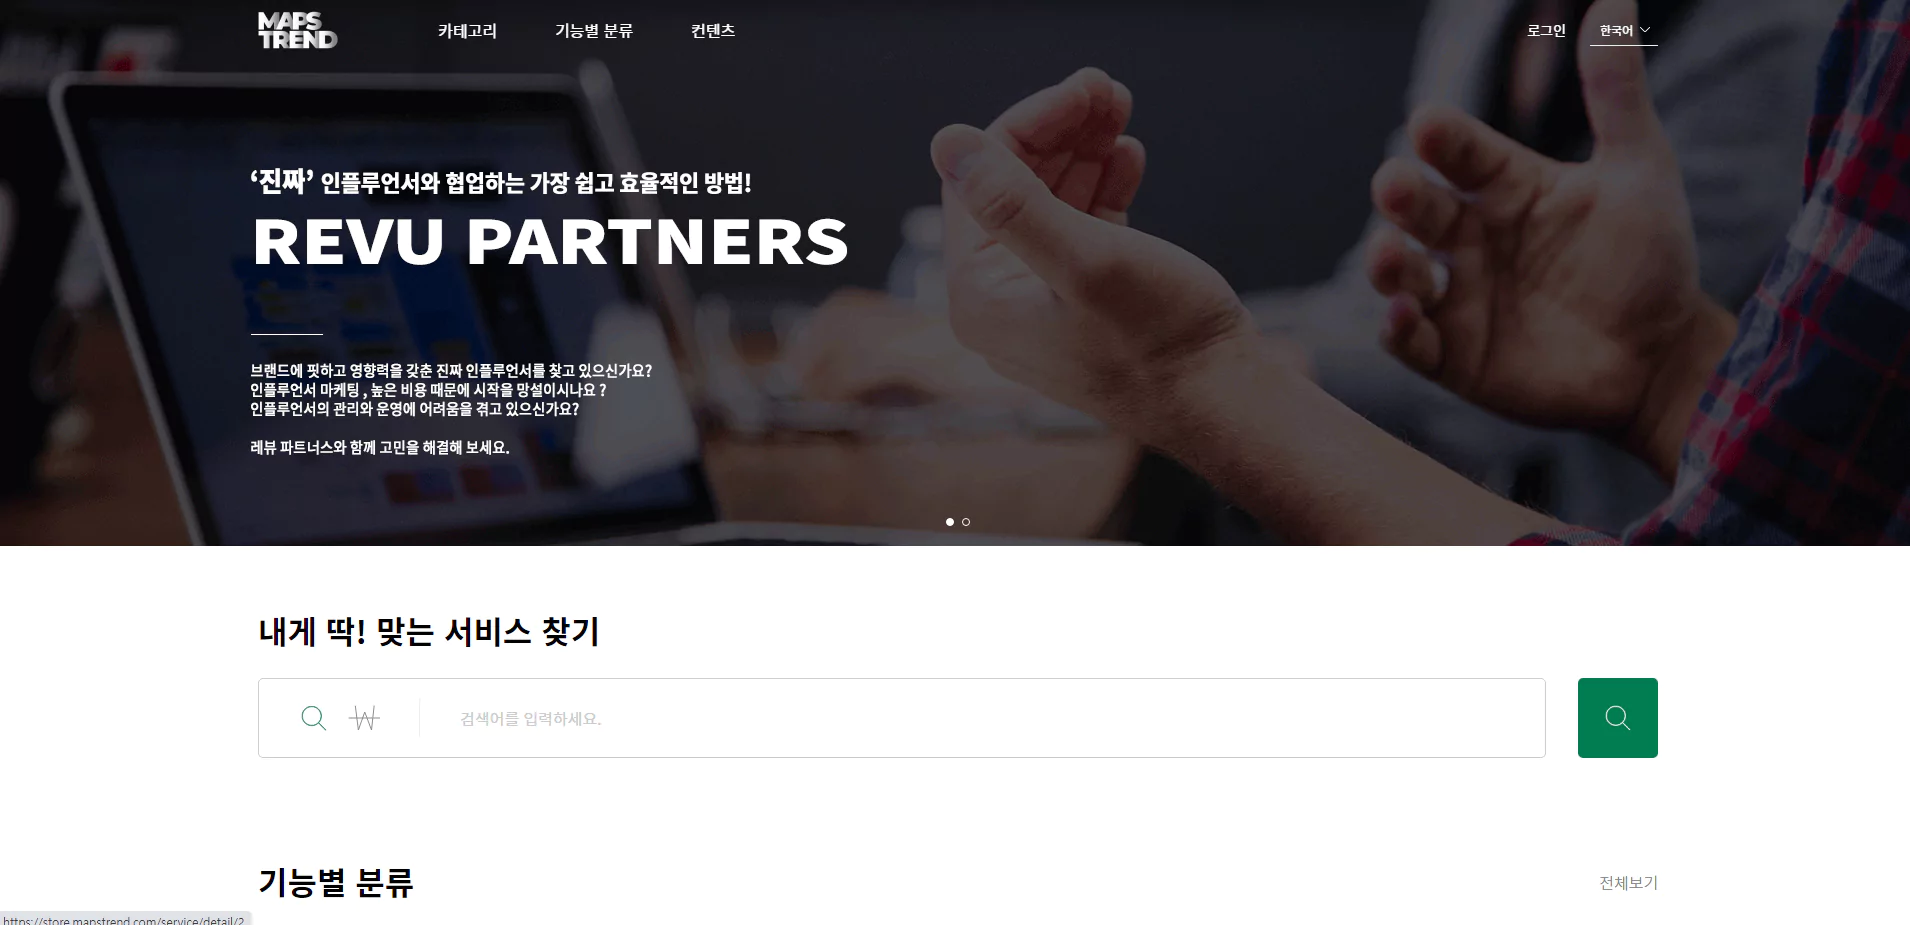 MAPS
TREND
카테고리
기능별 분류
컨텐츠
로그인
한국어
‘진짜’ 인플루언서와 협업하는 가장 쉽고 효율적인 방법!
REVU PARTNERS
브랜드에 핏하고 영향력을 갖춘 진짜 인플루언서를 찾고 있으신가요?
인플루언서 마케팅 , 높은 비용 때문에 시작을 망설이시나요 ?
인플루언서의 관리와 운영에 어려움을 겪고 있으신가요?
레뷰 파트너스와 함께 고민을 해결해 보세요.
내게 딱! 맞는 서비스 찾기
₩
검색어를 입력하세요.
기능별 분류
전체보기
https://store.mapstrend.com/service/detail/2